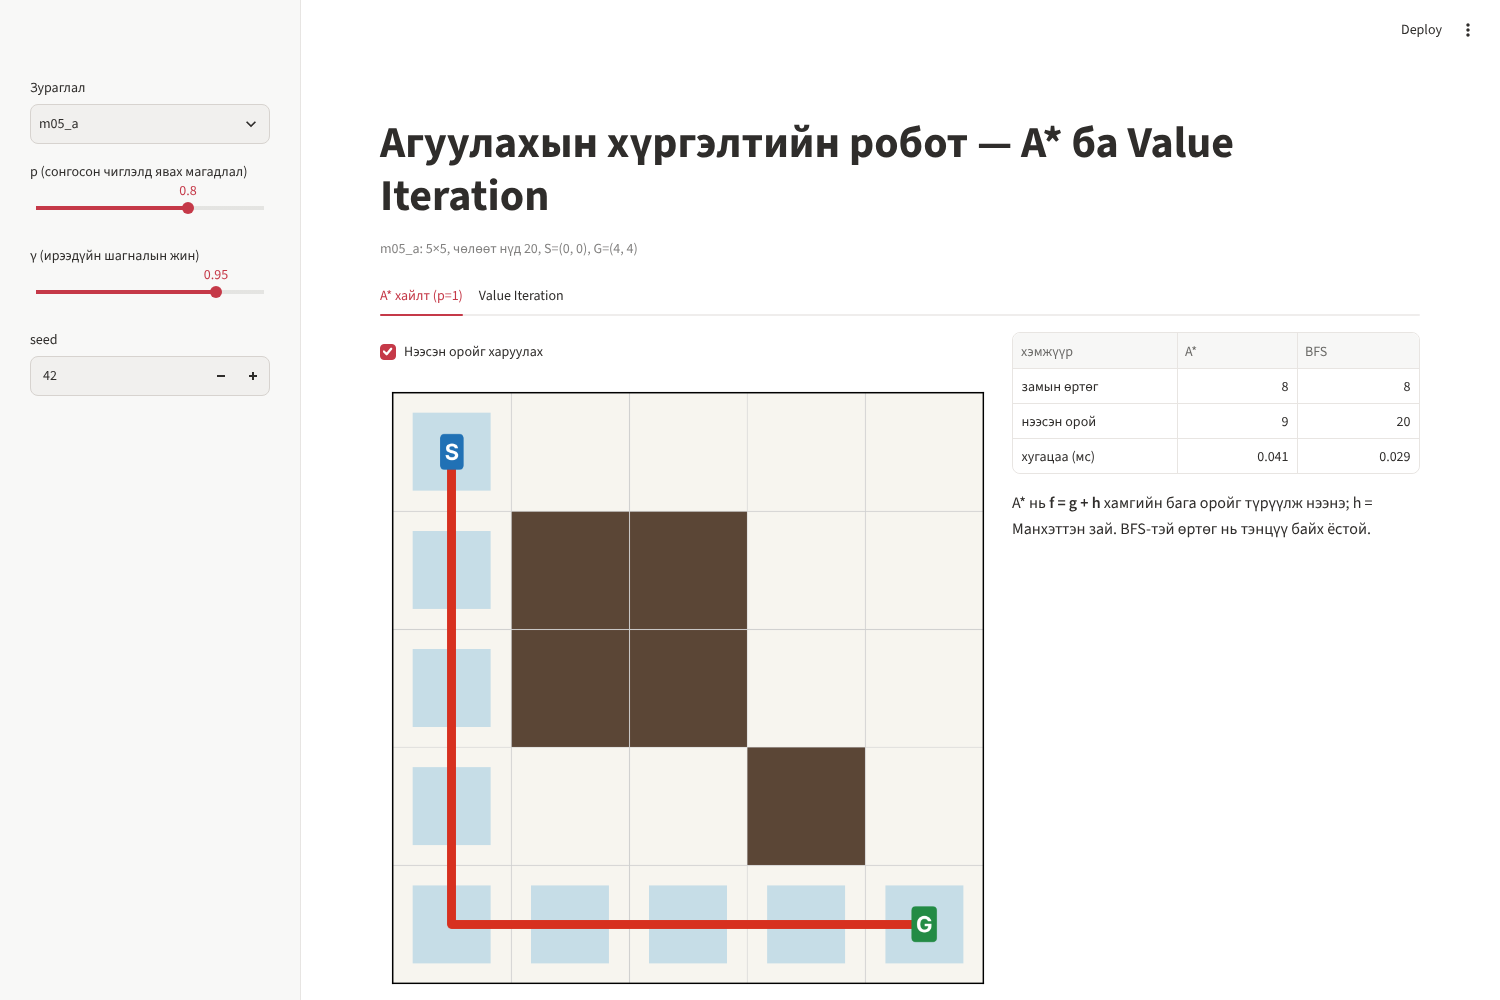 Deploy
Зураглал
m05_a
p (сонгосон чиглэлд явах магадлал)
0.8
γ (ирээдүйн шагналын жин)
0.95
seed
42
Агуулахын хүргэлтийн робот — A* ба Value
Iteration
m05_a: 5×5, чөлөөт нүд 20, S=(0, 0), G=(4, 4)
A* хайлт (p=1) Value Iteration
Нээсэн оройг харуулах
S
G
хэмжүүр A* BFS
замын өртөг 8 8
нээсэн орой 9 20
хугацаа (мс) 0.041 0.029
A* нь f = g + h хамгийн бага оройг түрүүлж нээнэ; h =
Манхэттэн зай. BFS-тэй өртөг нь тэнцүү байх ёстой.